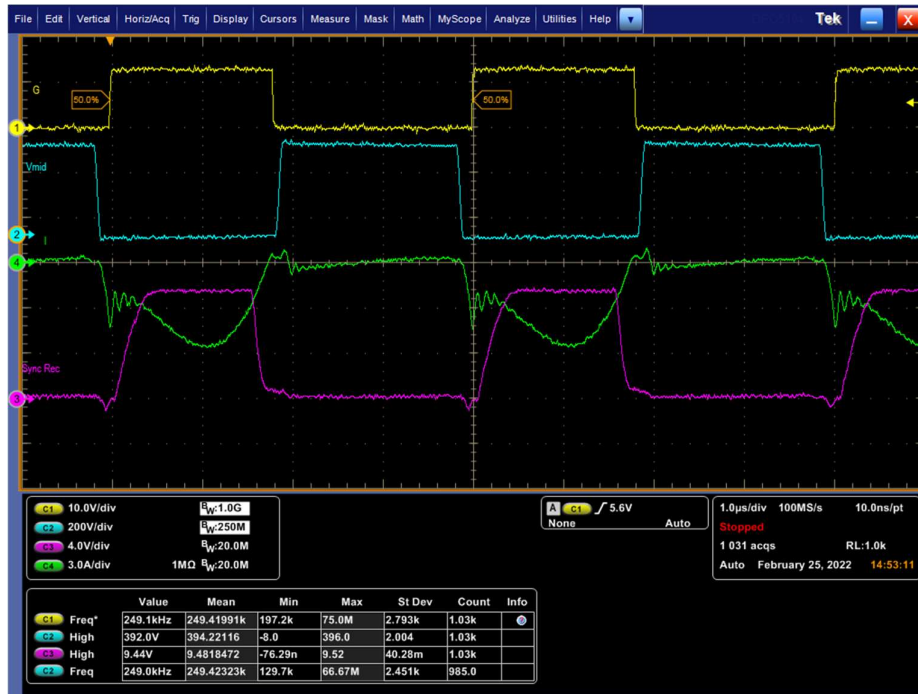 File Edit Vertical Horiz/Acq Trig Display Cursors Measure Mask Math MyScope Analyze Utilities Help Tek X
G
50.0% 50.0%
1
Vmid
2
I
4
Sync Rec
3
C1 10.0V/div BW:1.0G
C2 200V/div BW:250M
C3 4.0V/div BW:20.0M
C4 3.0A/div 1MΩ BW:20.0M
A C1 5.6V
None Auto
1.0µs/div 100MS/s 10.0ns/pt
Stopped
1 031 acqs RL:1.0k
Auto February 25, 2022 14:53:11
Value Mean Min Max St Dev Count Info
C1 Freq* 249.1kHz 249.41991k 197.2k 75.0M 2.793k 1.03k
C2 High 392.0V 394.22116 -8.0 396.0 2.004 1.03k
C3 High 9.44V 9.4818472 -76.29n 9.52 40.28m 1.03k
C2 Freq 249.0kHz 249.42323k 129.7k 66.67M 2.451k 985.0